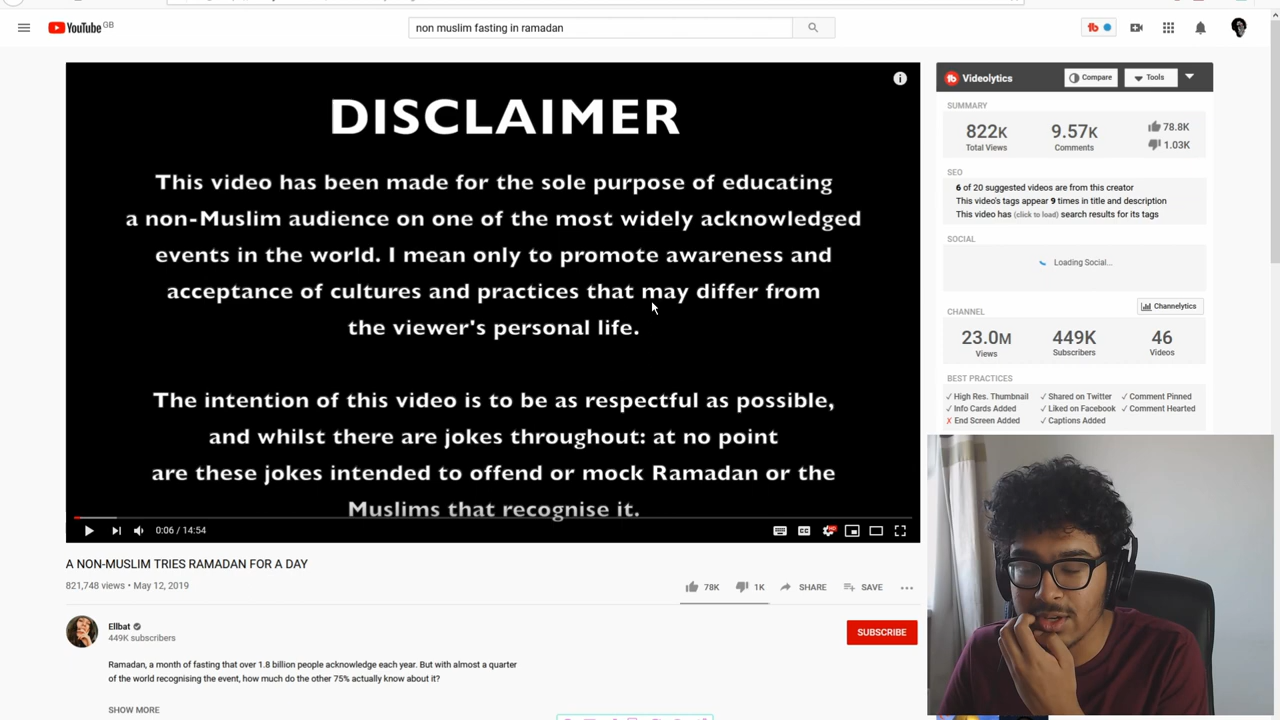 YouTube GB
non muslim fasting in ramadan
DISCLAIMER
This video has been made for the sole purpose of educating
a non-Muslim audience on one of the most widely acknowledged
events in the world. I mean only to promote awareness and
acceptance of cultures and practices that may differ from
the viewer's personal life.
The intention of this video is to be as respectful as possible,
and whilst there are jokes throughout: at no point
are these jokes intended to offend or mock Ramadan or the
Muslims that recognise it.
0:06 / 14:54
HD
A NON-MUSLIM TRIES RAMADAN FOR A DAY
821,748 views • May 12, 2019
78K
1K
SHARE
SAVE
Ellbat
449K subscribers
SUBSCRIBE
Ramadan, a month of fasting that over 1.8 billion people acknowledge each year. But with almost a quarter
of the world recognising the event, how much do the other 75% actually know about it?
SHOW MORE
tb
tb Videolytics
Compare
Tools
SUMMARY
822K 9.57K 78.8K
Total Views Comments 1.03K
SEO
6 of 20 suggested videos are from this creator
This video's tags appear 9 times in title and description
This video has (click to load) search results for its tags
SOCIAL
Loading Social...
CHANNEL
Channelytics
23.0M 449K 46
Views Subscribers Videos
BEST PRACTICES
✓ High Res. Thumbnail ✓ Shared on Twitter ✓ Comment Pinned
✓ Info Cards Added ✓ Liked on Facebook ✓ Comment Hearted
✗ End Screen Added ✓ Captions Added